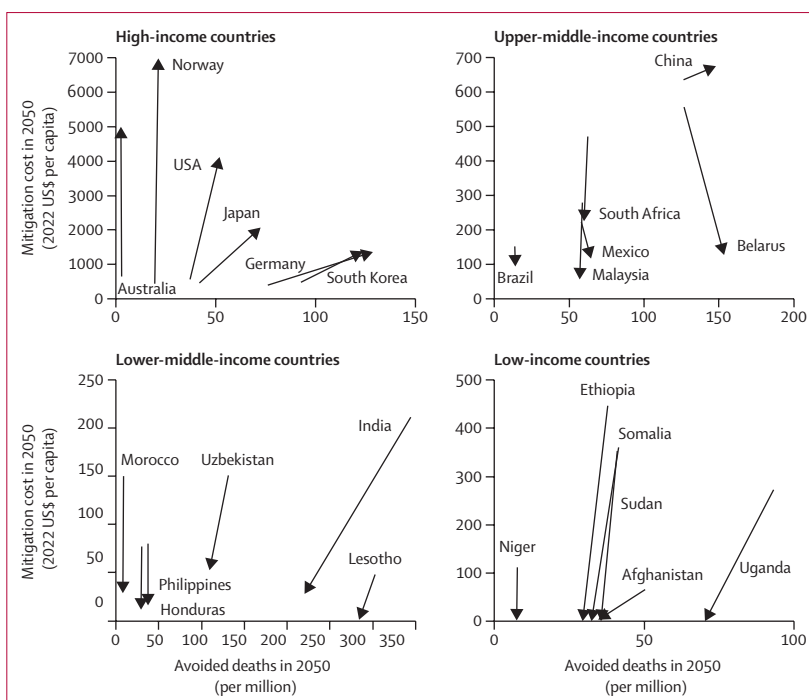 High-income countries
Mitigation cost in 2050
(2022 US$ per capita)
7000
6000
5000
4000
3000
2000
1000
0
Norway
USA
Japan
Germany
South Korea
Australia
0
50
100
150
Upper-middle-income countries
700
600
500
400
300
200
100
0
China
South Africa
Mexico
Belarus
Brazil
Malaysia
0
50
100
150
200
Lower-middle-income countries
Mitigation cost in 2050
(2022 US$ per capita)
250
200
150
100
50
0
India
Morocco
Uzbekistan
Lesotho
Philippines
Honduras
0
50
100
150
200
250
300
350
Avoided deaths in 2050
(per million)
Low-income countries
500
400
300
200
100
0
Ethiopia
Somalia
Sudan
Niger
Afghanistan
Uganda
0
50
100
Avoided deaths in 2050
(per million)